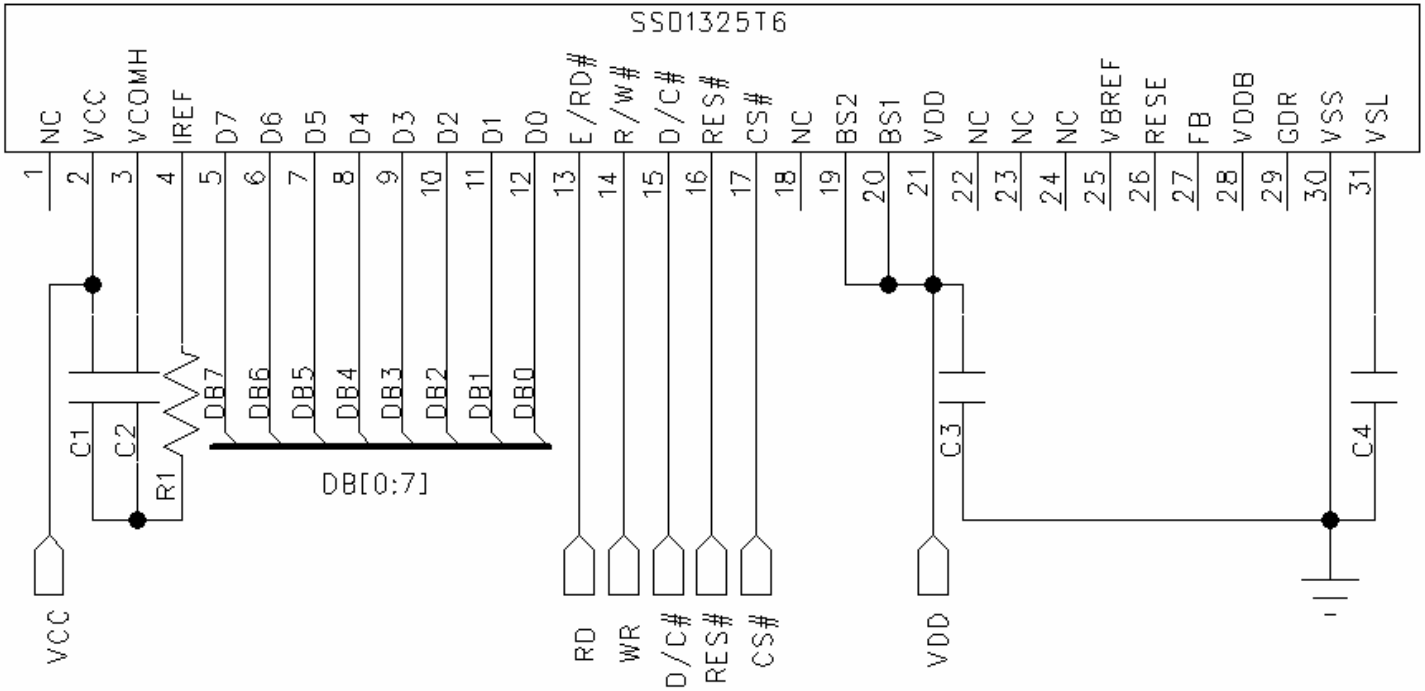 SSD1325T6
NC
VCC
VCOMH
IREF
D7
D6
D5
D4
D3
D2
D1
D0
E/RD#
R/W#
D/C#
RES#
CS#
NC
BS2
BS1
VDD
NC
NC
NC
VBREF
RESE
FB
VDDB
GDR
VSS
VSL
1
2
3
4
5
6
7
8
9
10
11
12
13
14
15
16
17
18
19
20
21
22
23
24
25
26
27
28
29
30
31
DB7
DB6
DB5
DB4
DB3
DB2
DB1
DB0
C1
C2
R1
C3
C4
DB[0:7]
VCC
RD
WR
D/C#
RES#
CS#
VDD